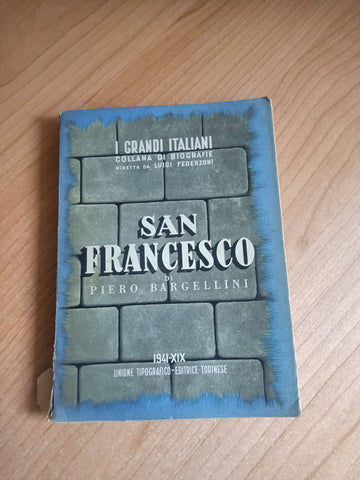 I GRANDI ITALIANI
COLLANA DI BIOGRAFIE
DIRETTA DA LUIGI FEDERZONI
SAN
FRANCESCO
DI
PIERO BARGELLINI
1941-XIX
UNIONE TIPOGRAFICO-EDITRICE TORINESE